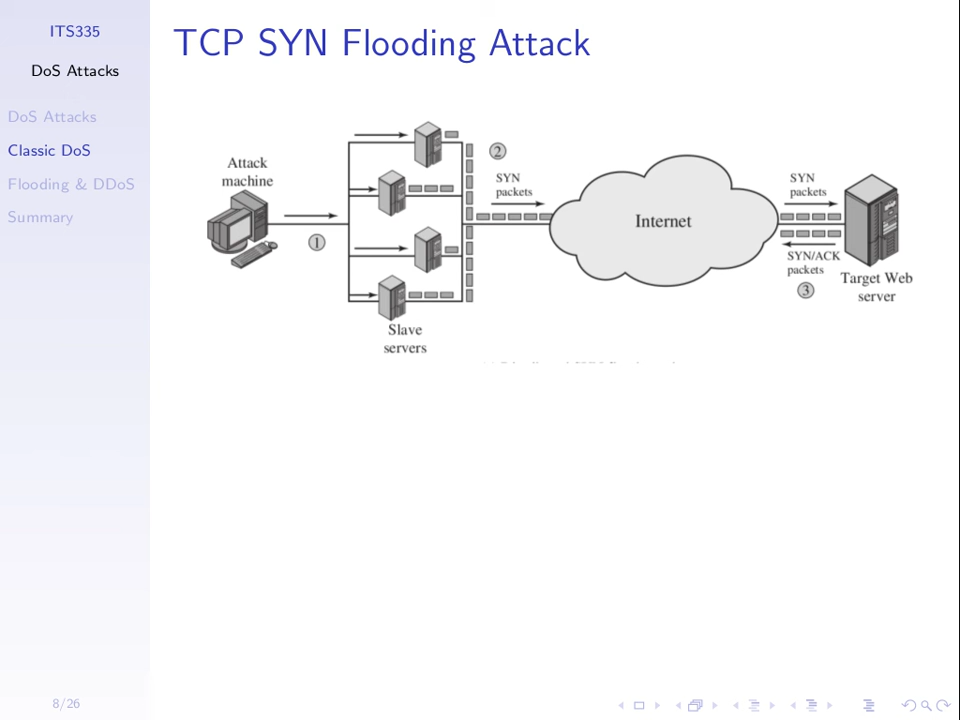 ITS335
DoS Attacks
DoS Attacks
Classic DoS
Flooding & DDoS
Summary
TCP SYN Flooding Attack
Attack
machine
1
Slave
servers
2
SYN
packets
Internet
SYN
packets
SYN/ACK
packets
3
Target Web
server
8/26